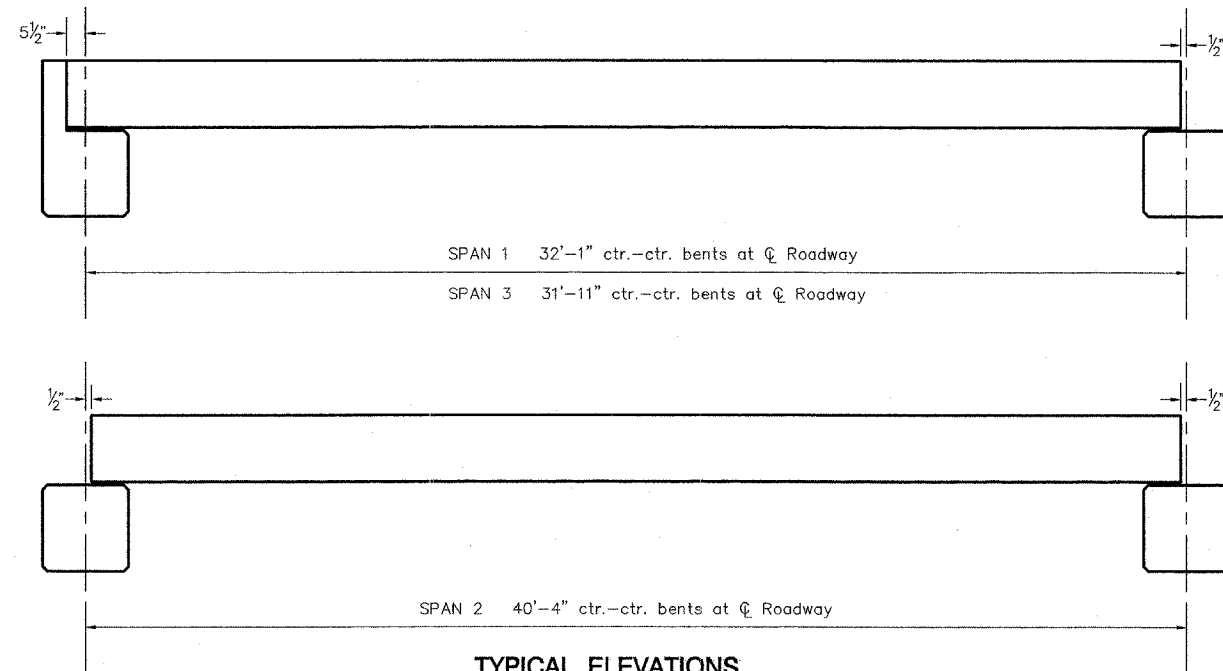 5½"
½"
SPAN 1 32'-1" ctr.-ctr. bents at ℄ Roadway
SPAN 3 31'-11" ctr.-ctr. bents at ℄ Roadway
½"
½"
SPAN 2 40'-4" ctr.-ctr. bents at ℄ Roadway
TYPICAL ELEVATIONS